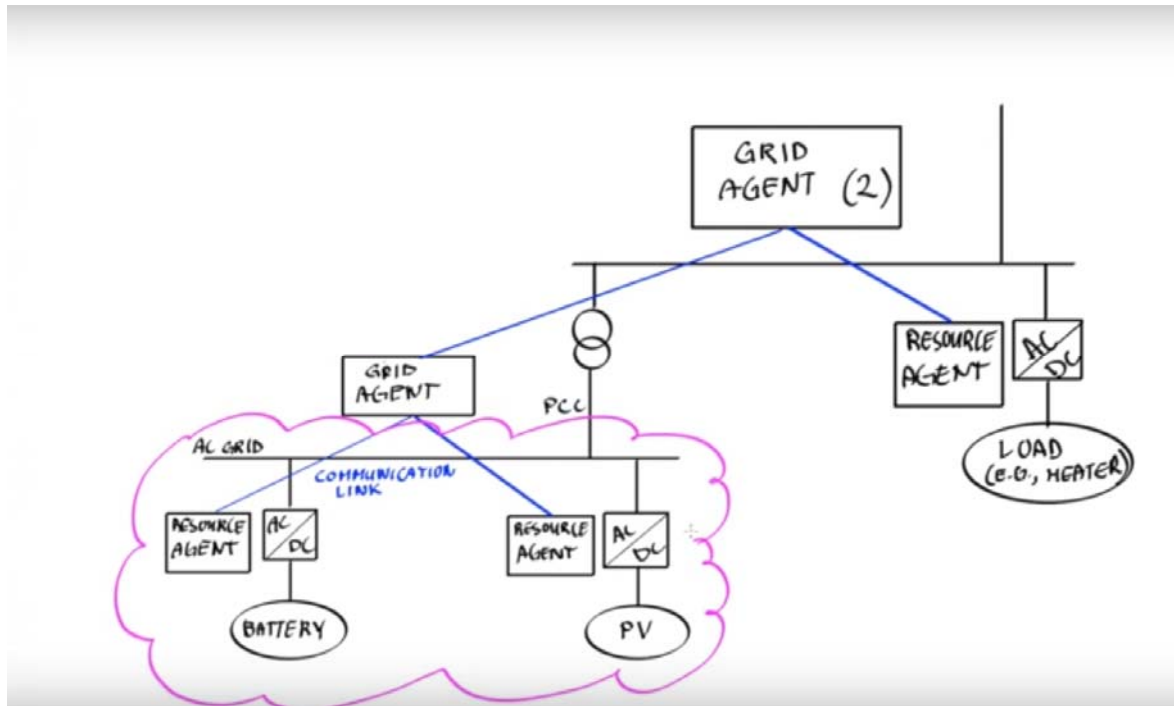 GRID
AGENT (2)
RESOURCE
AGENT
AC
DC
LOAD
(E.G., HEATER)
GRID
AGENT
PCC
AC GRID
COMMUNICATION
LINK
RESOURCE
AGENT
AC
DC
BATTERY
RESOURCE
AGENT
AC
DC
PV